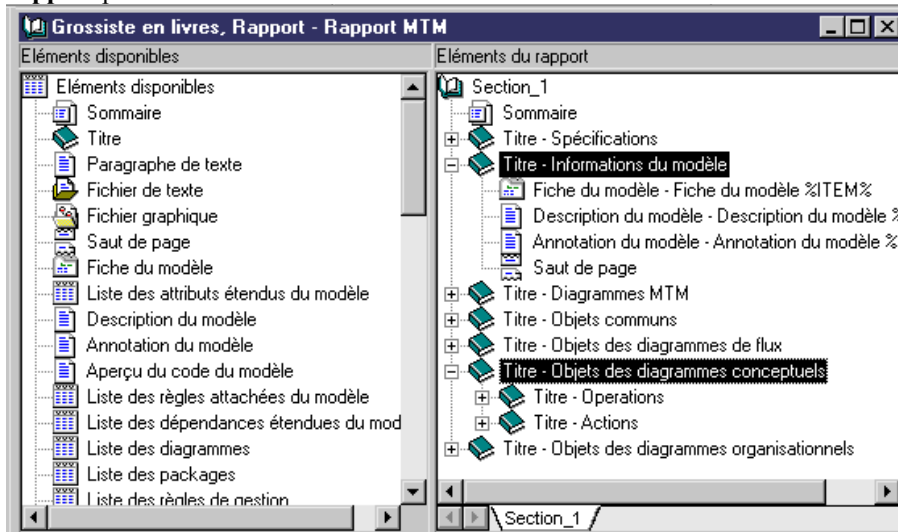 Grossiste en livres, Rapport - Rapport MTM
Eléments disponibles
Eléments disponibles
Sommaire
Titre
Paragraphe de texte
Fichier de texte
Fichier graphique
Saut de page
Fiche du modèle
Liste des attributs étendus du modèle
Description du modèle
Annotation du modèle
Aperçu du code du modèle
Liste des règles attachées du modèle
Liste des dépendances étendues du mod
Liste des diagrammes
Liste des packages
Liste des règles de gestion
Eléments du rapport
Section_1
Sommaire
Titre - Spécifications
Titre - Informations du modèle
Fiche du modèle - Fiche du modèle %ITEM%
Description du modèle - Description du modèle %
Annotation du modèle - Annotation du modèle %
Saut de page
Titre - Diagrammes MTM
Titre - Objets communs
Titre - Objets des diagrammes de flux
Titre - Objets des diagrammes conceptuels
Titre - Operations
Titre - Actions
Titre - Objets des diagrammes organisationnels
Section_1